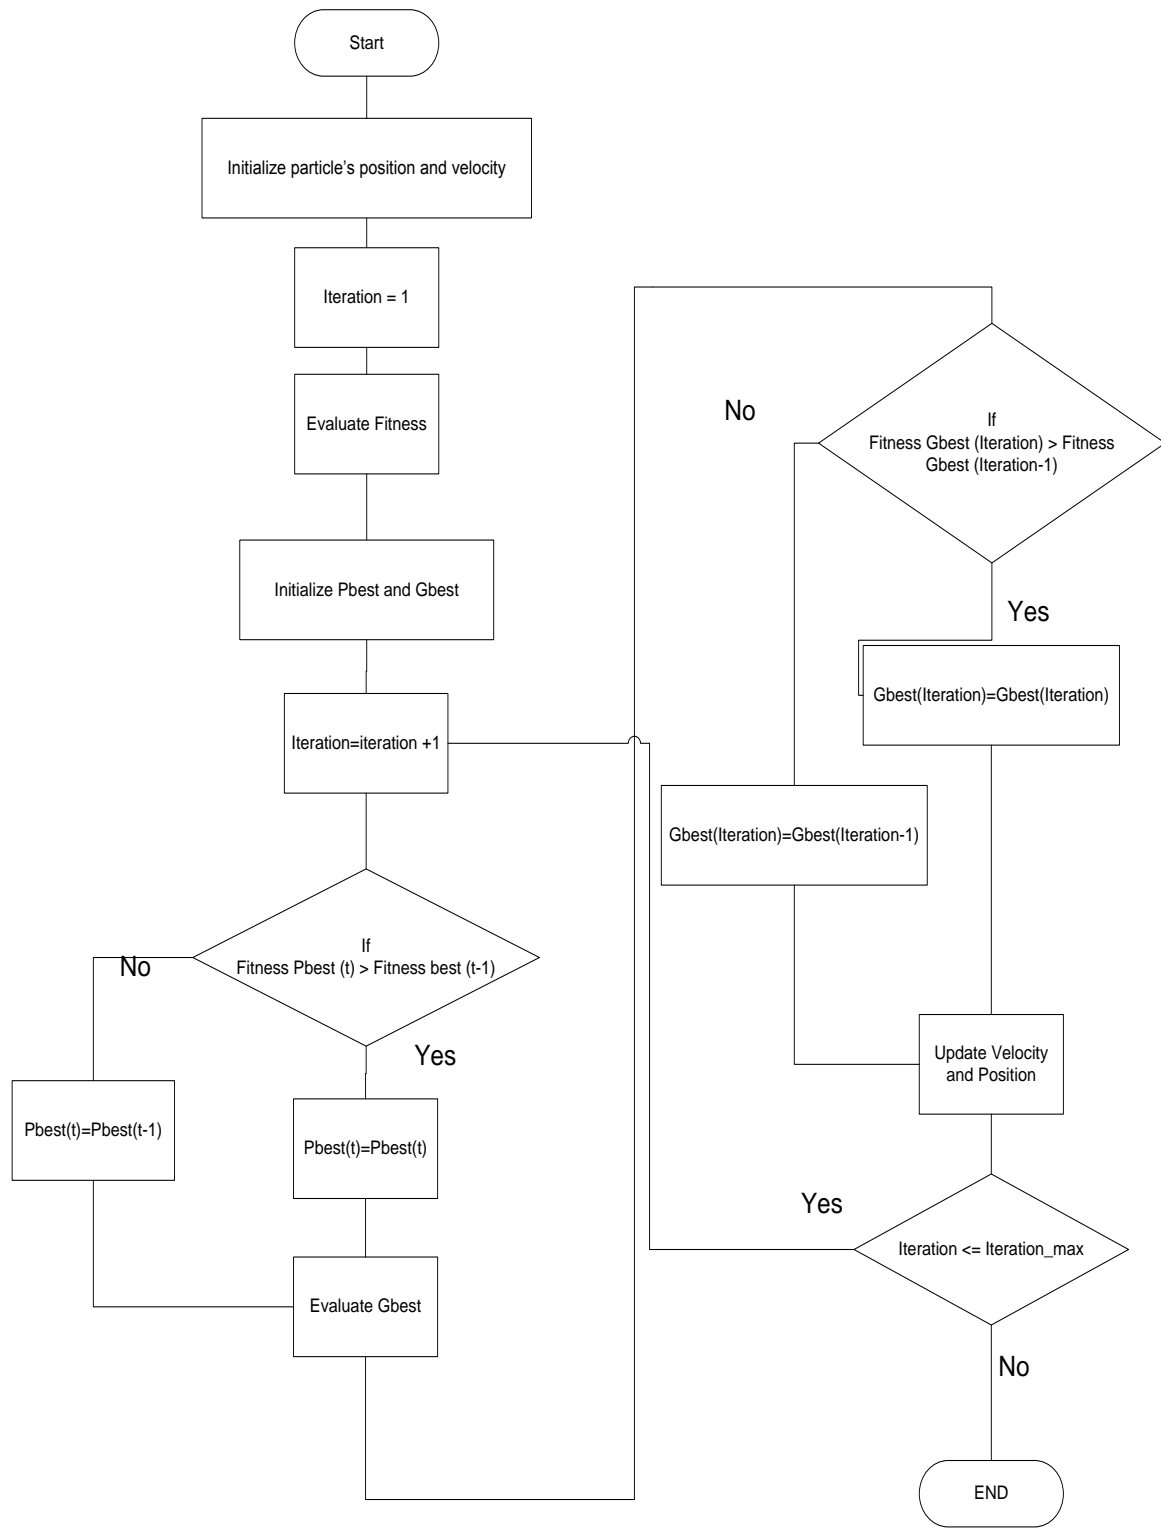 Start
Initialize particle's position and velocity
Iteration = 1
Evaluate Fitness
Initialize Pbest and Gbest
Iteration=iteration +1
If
Fitness Pbest (t) > Fitness best (t-1)
No
Yes
Pbest(t)=Pbest(t-1)
Pbest(t)=Pbest(t)
Evaluate Gbest
If
Fitness Gbest (Iteration) > Fitness
Gbest (Iteration-1)
No
Yes
Gbest(Iteration)=Gbest(Iteration)
Gbest(Iteration)=Gbest(Iteration-1)
Update Velocity
and Position
Yes
Iteration <= Iteration_max
No
END